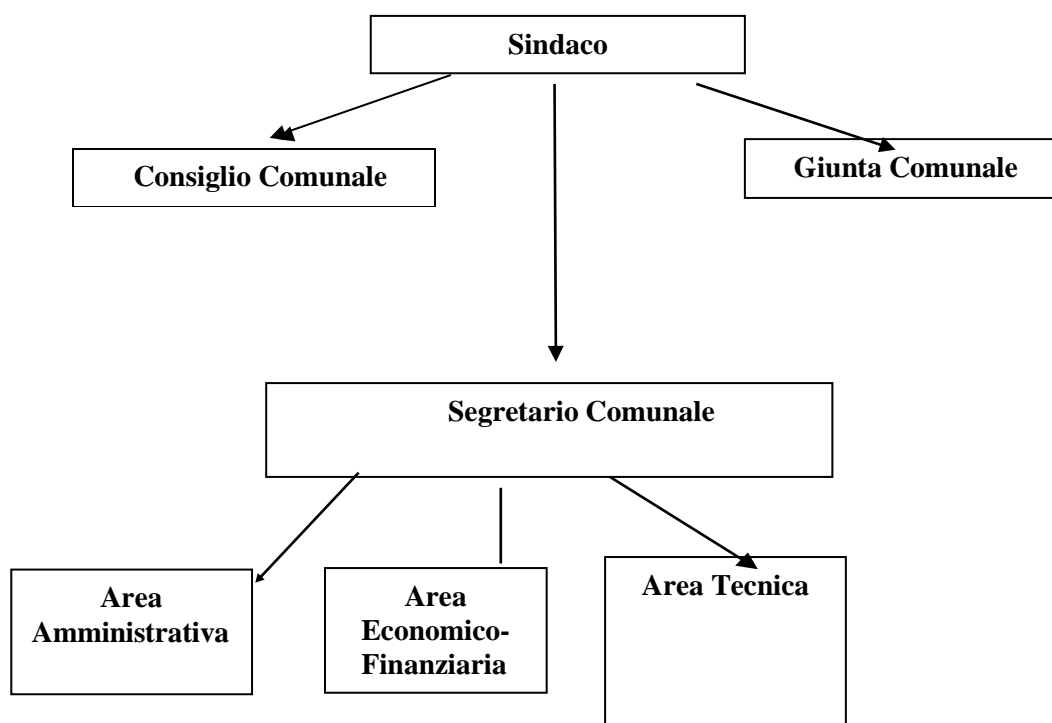 Sindaco
Consiglio Comunale
Giunta Comunale
Segretario Comunale
Area
Amministrativa
Area
Economico-
Finanziaria
Area Tecnica